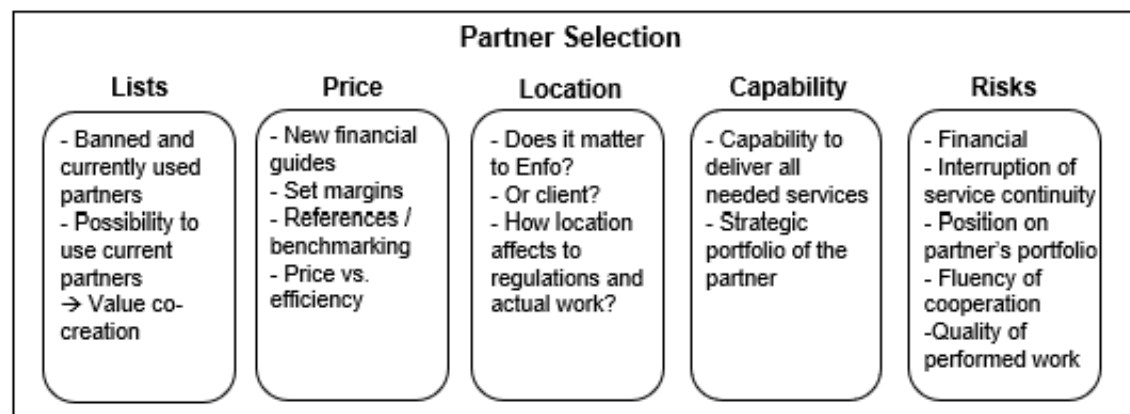 Partner Selection
Lists
- Banned and
currently used
partners
- Possibility to
use current
partners
→ Value co-
creation
Price
- New financial
guides
- Set margins
- References /
benchmarking
- Price vs.
efficiency
Location
- Does it matter
to Enfo?
- Or client?
- How location
affects to
regulations and
actual work?
Capability
- Capability to
deliver all
needed services
- Strategic
portfolio of the
partner
Risks
- Financial
- Interruption of
service continuity
- Position on
partner's portfolio
- Fluency of
cooperation
-Quality of
performed work